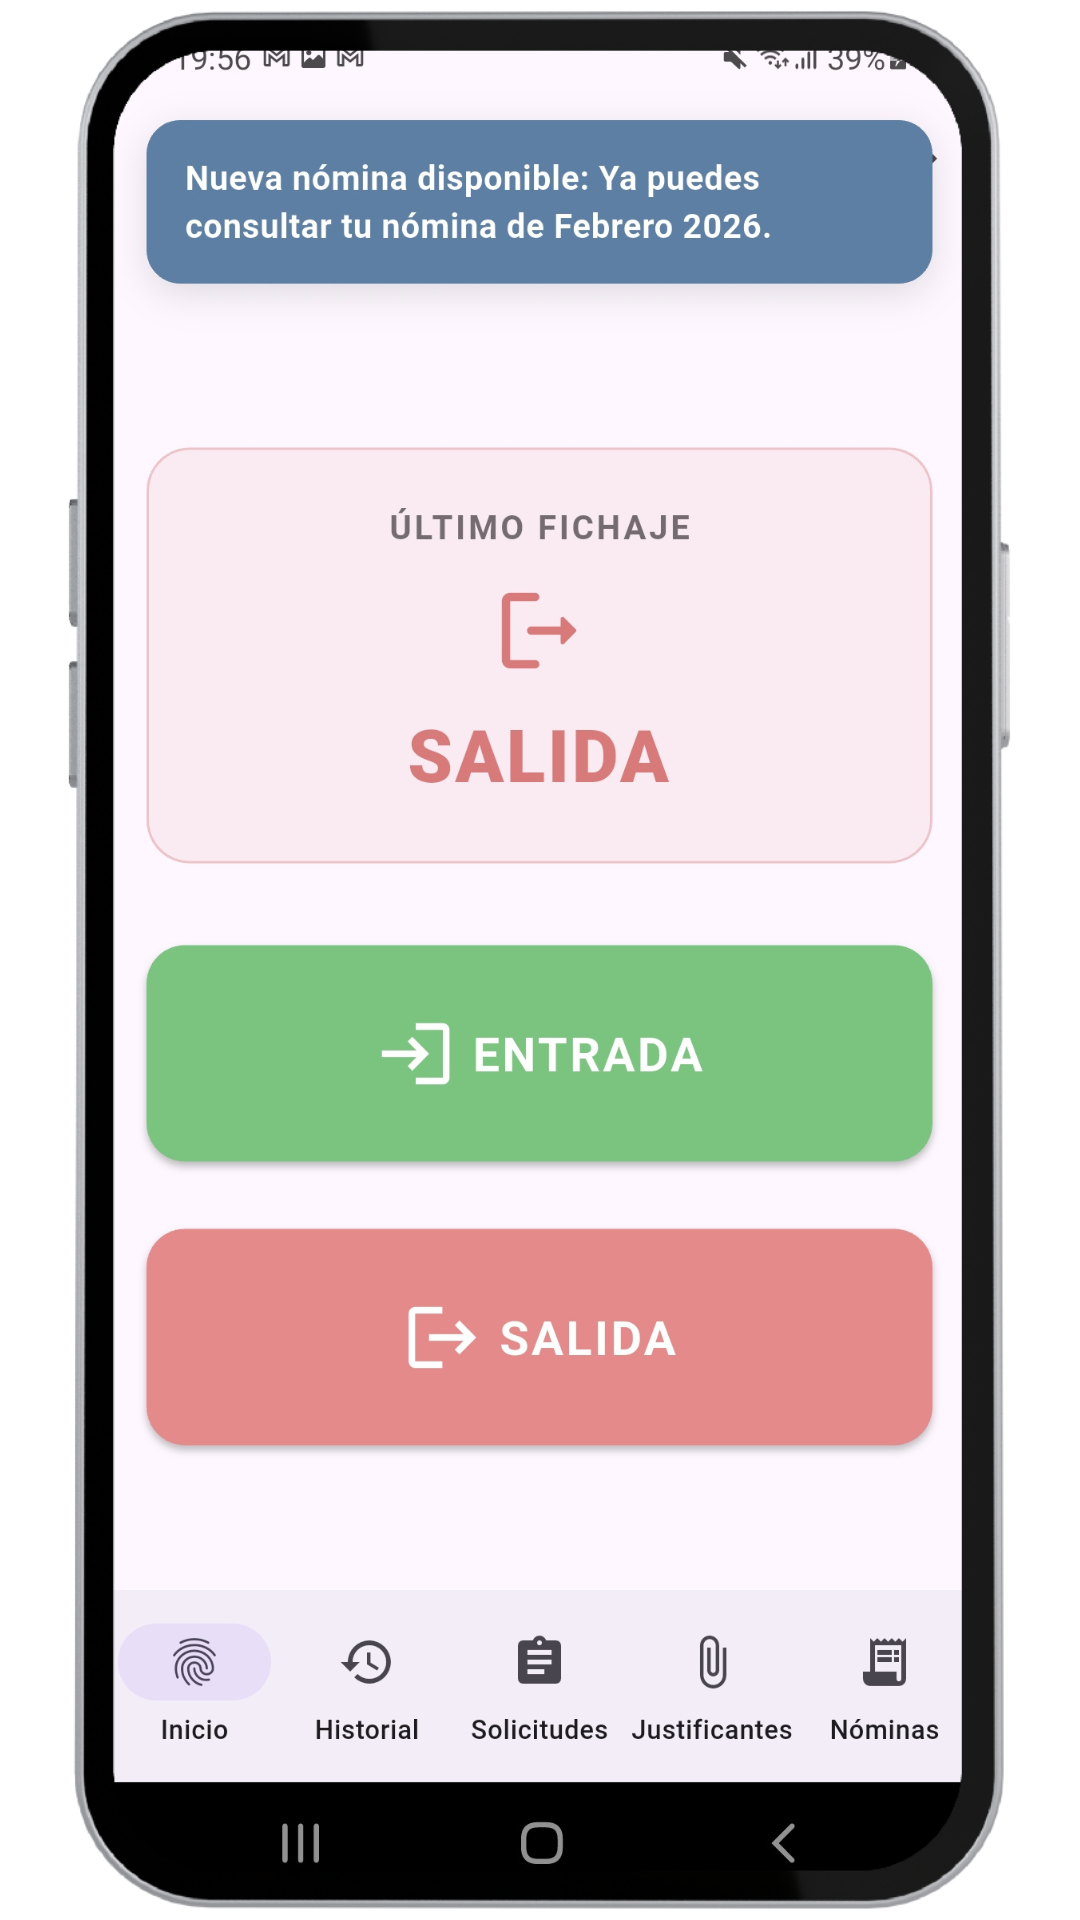 19:56 39%
Nueva nómina disponible: Ya puedes
consultar tu nómina de Febrero 2026.
ÚLTIMO FICHAJE
SALIDA
ENTRADA
SALIDA
Inicio Historial Solicitudes Justificantes Nóminas